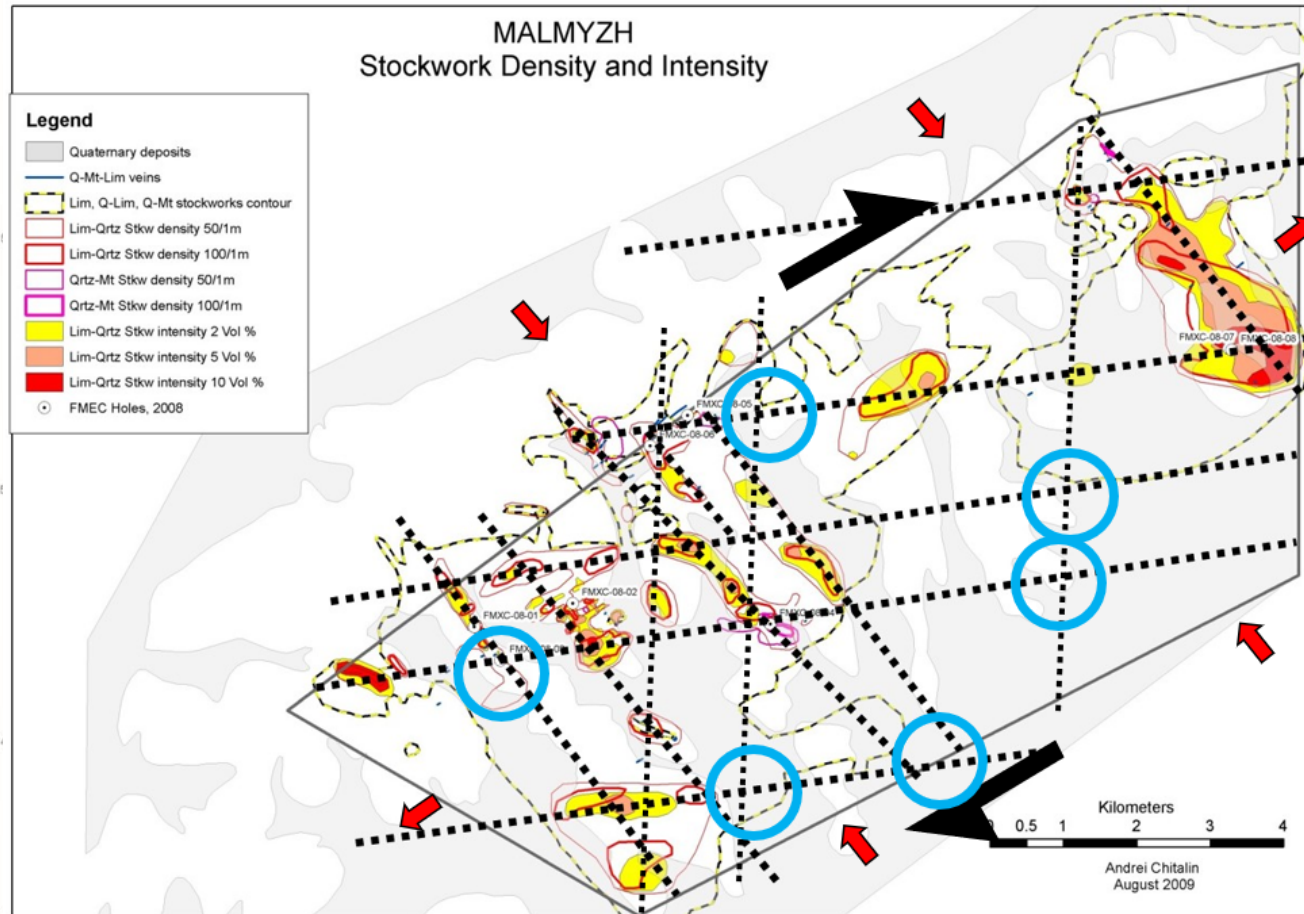 MALMYZH
Stockwork Density and Intensity
Legend
Quaternary deposits
Q-Mt-Lim veins
Lim, Q-Lim, Q-Mt stockworks contour
Lim-Qrtz Stkw density 50/1m
Lim-Qrtz Stkw density 100/1m
Qrtz-Mt Stkw density 50/1m
Qrtz-Mt Stkw density 100/1m
Lim-Qrtz Stkw intensity 2 Vol %
Lim-Qrtz Stkw intensity 5 Vol %
Lim-Qrtz Stkw intensity 10 Vol %
FMEC Holes, 2008
FMXC-08-07
FMXC-08-08
FMXC-08-05
FMXC-08-06
FMXC-08-02
FMXC-08-01
Kilometers
0.5 1 2 3 4
Andrei Chitalin
August 2009